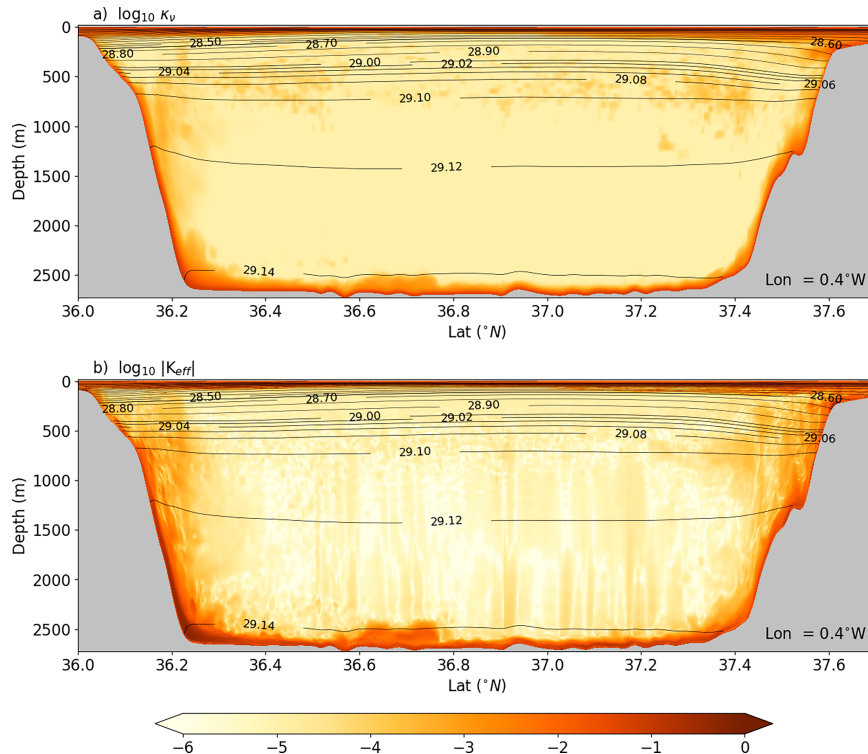 a) log₁₀ κᵥ
0
500
1000
1500
2000
2500
Depth (m)
28.80 28.50 28.70 28.90 28.60
29.04 29.00 29.02 29.08 29.06
29.10
29.12
29.14
Lon = 0.4°W
36.0 36.2 36.4 36.6 36.8 37.0 37.2 37.4 37.6
Lat (°N)
b) log₁₀ |K_eff|
0
500
1000
1500
2000
2500
Depth (m)
28.80 28.50 28.70 28.90 28.60
29.04 29.00 29.02 29.08 29.06
29.10
29.12
29.14
Lon = 0.4°W
36.0 36.2 36.4 36.6 36.8 37.0 37.2 37.4 37.6
Lat (°N)
−6 −5 −4 −3 −2 −1 0